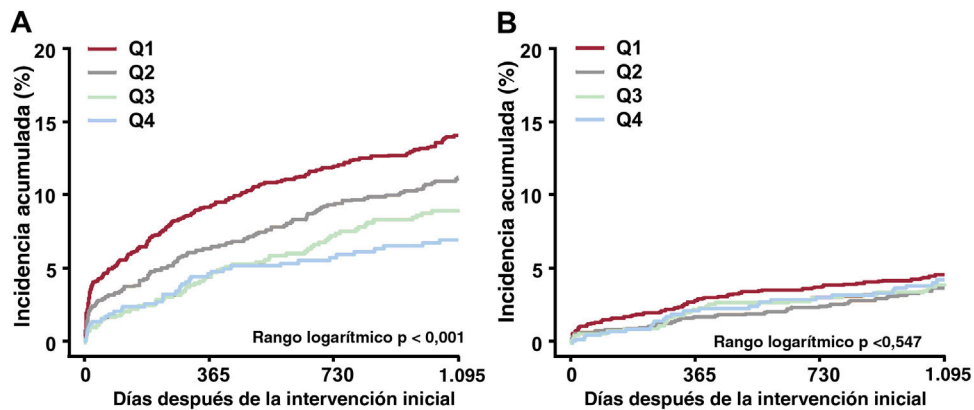 A
Incidencia acumulada (%)
20
15
10
5
0
Q1
Q2
Q3
Q4
Rango logarítmico p < 0,001
0 365 730 1.095
Días después de la intervención inicial
B
Incidencia acumulada (%)
20
15
10
5
0
Q1
Q2
Q3
Q4
Rango logarítmico p <0,547
0 365 730 1.095
Días después de la intervención inicial